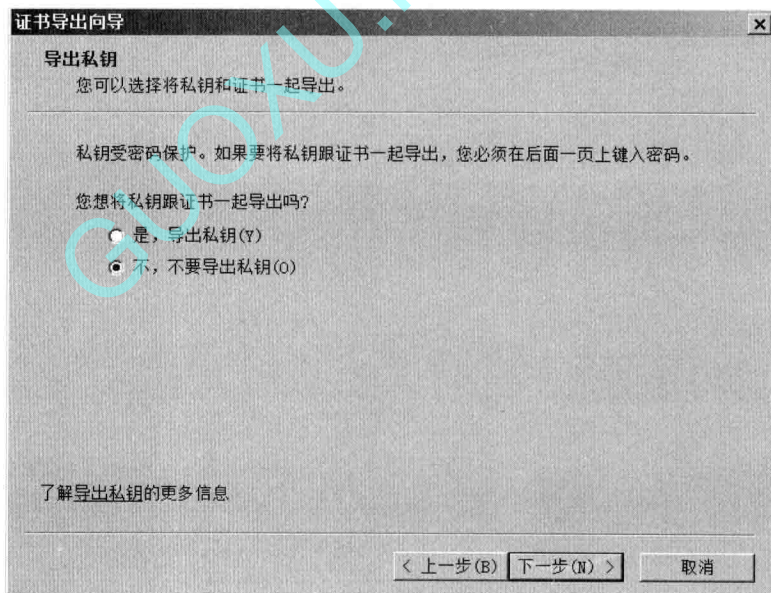 证书导出向导
导出私钥
您可以选择将私钥和证书一起导出。
私钥受密码保护。如果要将私钥跟证书一起导出，您必须在后面一页上键入密码。
您想将私钥跟证书一起导出吗？
是，导出私钥(Y)
不，不要导出私钥(O)
了解导出私钥的更多信息
< 上一步(B) 下一步(N) > 取消
GUOXU.